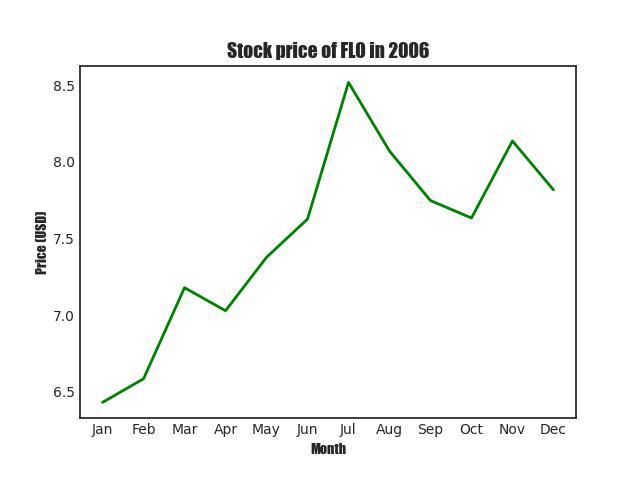 Stock price of FLO in 2006
Price (USD)
8.5
8.0
7.5
7.0
6.5
Jan Feb Mar Apr May Jun Jul Aug Sep Oct Nov Dec
Month